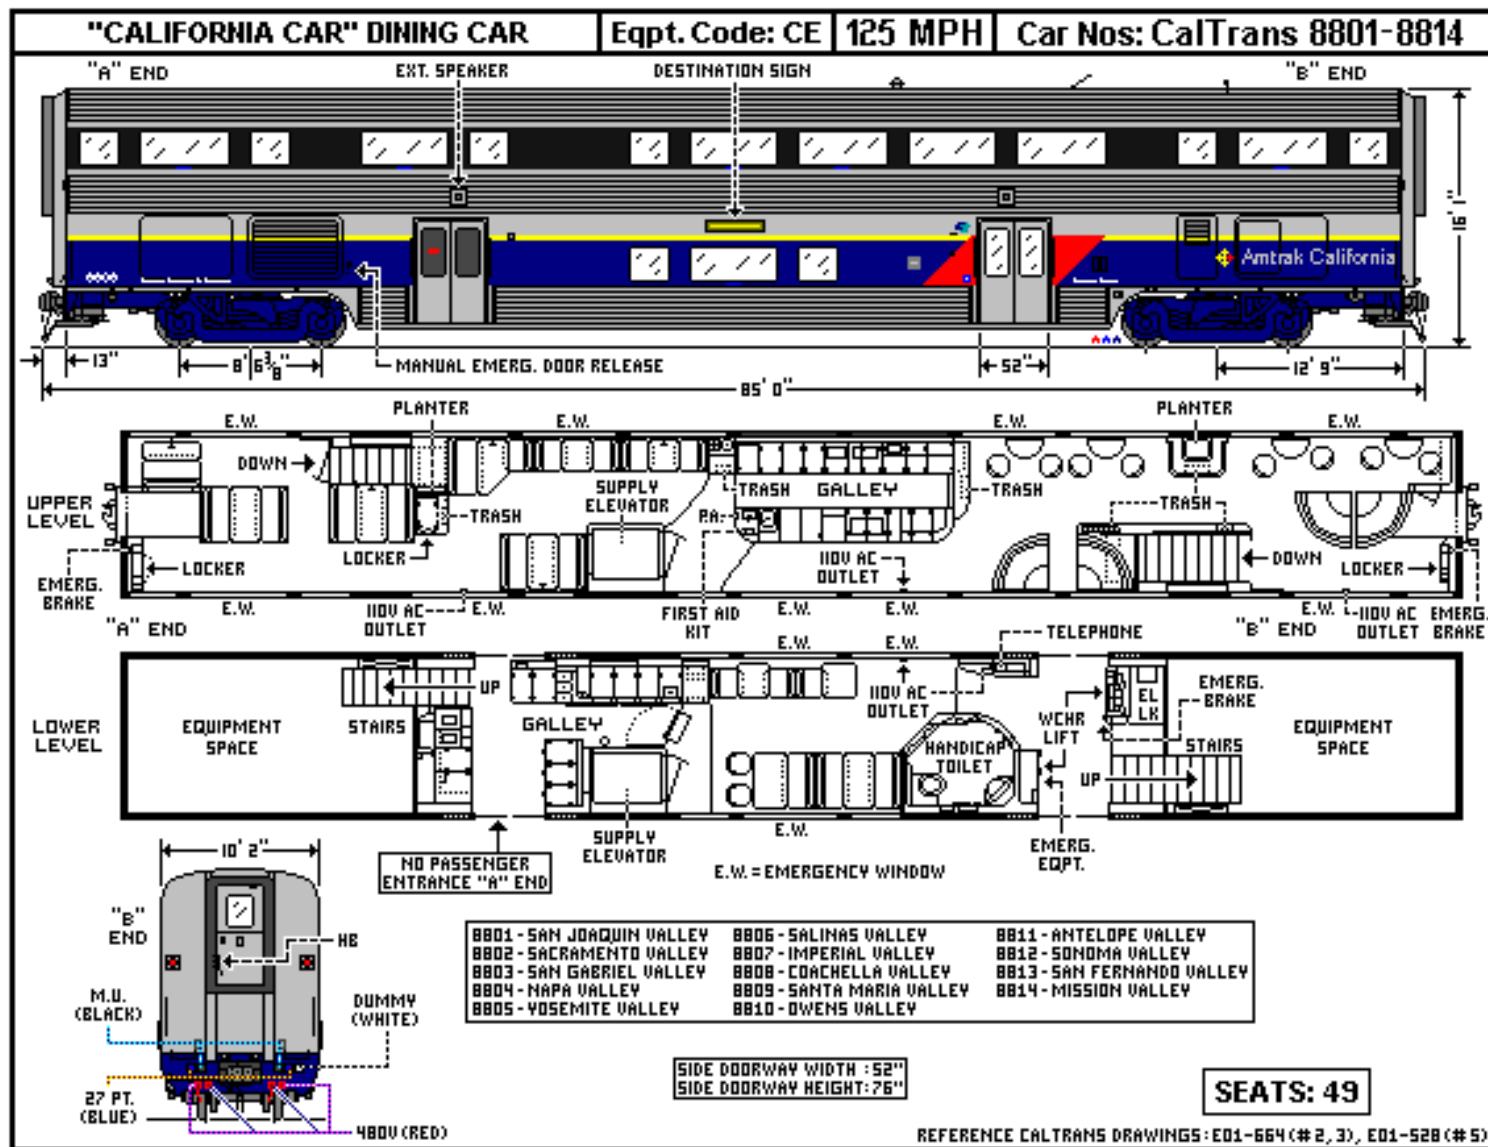 "CALIFORNIA CAR" DINING CAR
Eqpt. Code: CE
125 MPH
Car Nos: CalTrans 8801-8814
"A" END
EXT. SPEAKER
DESTINATION SIGN
"B" END
16' 1"
Amtrak California
13"
8' 6⅜"
MANUAL EMERG. DOOR RELEASE
52"
12' 9"
85' 0"
PLANTER
PLANTER
E.W.
E.W.
E.W.
E.W.
DOWN
UPPER
LEVEL
SUPPLY
ELEVATOR
TRASH
GALLEY
TRASH
TRASH
TRASH
P.A.
LOCKER
LOCKER
110V AC
OUTLET
DOWN
LOCKER
EMERG.
BRAKE
E.W.
110V AC
OUTLET
E.W.
FIRST AID
KIT
E.W.
E.W.
E.W.
110V AC
OUTLET
EMERG.
BRAKE
"A" END
"B" END
E.W.
E.W.
TELEPHONE
UP
110V AC
OUTLET
EL
LK
EMERG.
BRAKE
LOWER
LEVEL
EQUIPMENT
SPACE
STAIRS
GALLEY
WCHR
LIFT
HANDICAP
TOILET
STAIRS
EQUIPMENT
SPACE
UP
E.W.
SUPPLY
ELEVATOR
EMERG.
EQPT.
NO PASSENGER
ENTRANCE "A" END
E.W. = EMERGENCY WINDOW
10' 2"
"B"
END
HB
M.U.
(BLACK)
DUMMY
(WHITE)
27 PT.
(BLUE)
480V (RED)
8801 - SAN JOAQUIN VALLEY
8802 - SACRAMENTO VALLEY
8803 - SAN GABRIEL VALLEY
8804 - NAPA VALLEY
8805 - YOSEMITE VALLEY
8806 - SALINAS VALLEY
8807 - IMPERIAL VALLEY
8808 - COACHELLA VALLEY
8809 - SANTA MARIA VALLEY
8810 - OWENS VALLEY
8811 - ANTELOPE VALLEY
8812 - SONOMA VALLEY
8813 - SAN FERNANDO VALLEY
8814 - MISSION VALLEY
SIDE DOORWAY WIDTH : 52"
SIDE DOORWAY HEIGHT: 76"
SEATS: 49
REFERENCE CALTRANS DRAWINGS: E01-664 (# 2, 3), E01-528 (# 5)